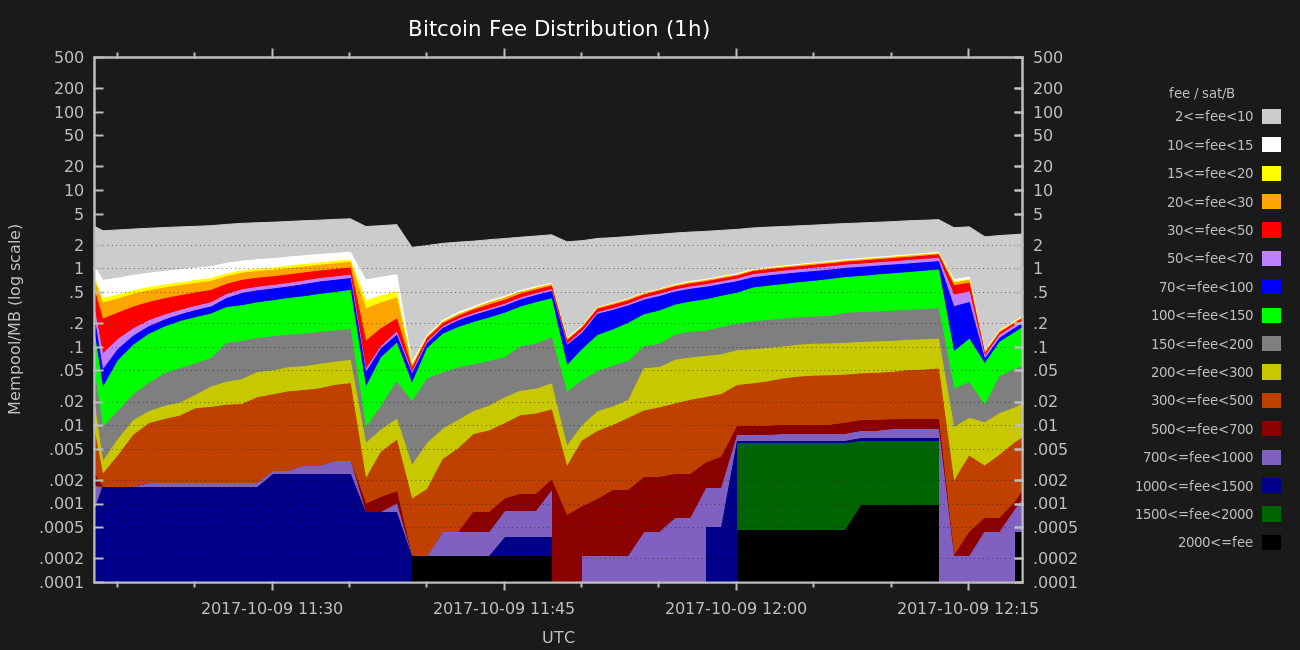 Bitcoin Fee Distribution (1h)
500 500
200 200
100 100
50 50
20 20
10 10
5 5
2 2
1 1
.5 .5
.2 .2
.1 .1
.05 .05
.02 .02
.01 .01
.005 .005
.002 .002
.001 .001
.0005 .0005
.0002 .0002
.0001 .0001
Mempool/MB (log scale)
2017-10-09 11:30 2017-10-09 11:45 2017-10-09 12:00 2017-10-09 12:15
UTC
fee / sat/B
2<=fee<10
10<=fee<15
15<=fee<20
20<=fee<30
30<=fee<50
50<=fee<70
70<=fee<100
100<=fee<150
150<=fee<200
200<=fee<300
300<=fee<500
500<=fee<700
700<=fee<1000
1000<=fee<1500
1500<=fee<2000
2000<=fee